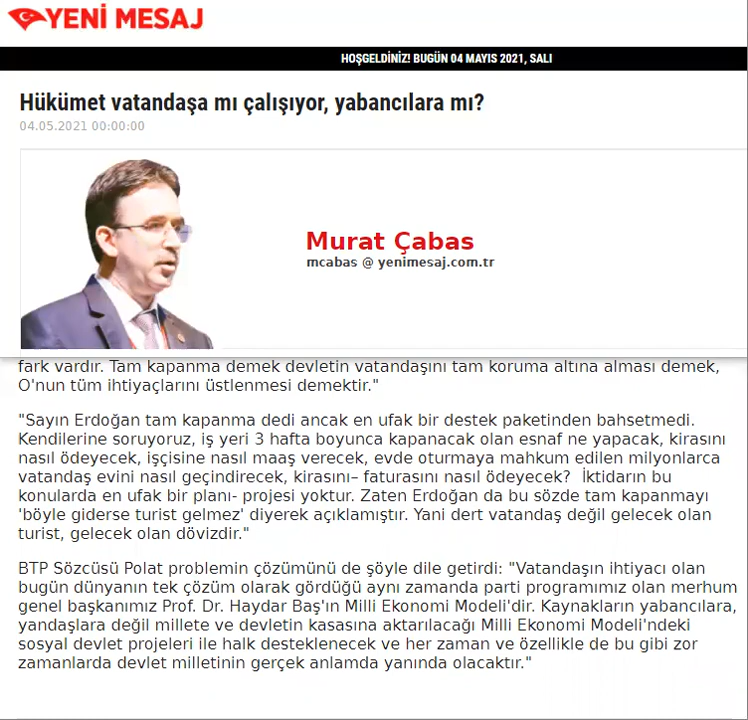 YENİ MESAJ
HOŞGELDİNİZ! BUGÜN 04 MAYIS 2021, SALI
Hükümet vatandaşa mı çalışıyor, yabancılara mı?
04.05.2021 00:00:00
Murat Çabas
mcabas @ yenimesaj.com.tr
fark vardır. Tam kapanma demek devletin vatandaşını tam koruma altına alması demek,
O'nun tüm ihtiyaçlarını üstlenmesi demektir."
"Sayın Erdoğan tam kapanma dedi ancak en ufak bir destek paketinden bahsetmedi.
Kendilerine soruyoruz, iş yeri 3 hafta boyunca kapanacak olan esnaf ne yapacak, kirasını
nasıl ödeyecek, işçisine nasıl maaş verecek, evde oturmaya mahkum edilen milyonlarca
vatandaş evini nasıl geçindirecek, kirasını– faturasını nasıl ödeyecek?  İktidarın bu
konularda en ufak bir planı- projesi yoktur. Zaten Erdoğan da bu sözde tam kapanmayı
'böyle giderse turist gelmez' diyerek açıklamıştır. Yani dert vatandaş değil gelecek olan
turist, gelecek olan dövizdir."
BTP Sözcüsü Polat problemin çözümünü de şöyle dile getirdi: "Vatandaşın ihtiyacı olan
bugün dünyanın tek çözüm olarak gördüğü aynı zamanda parti programımız olan merhum
genel başkanımız Prof. Dr. Haydar Baş'ın Milli Ekonomi Modeli'dir. Kaynakların yabancılara,
yandaşlara değil millete ve devletin kasasına aktarılacağı Milli Ekonomi Modeli'ndeki
sosyal devlet projeleri ile halk desteklenecek ve her zaman ve özellikle de bu gibi zor
zamanlarda devlet milletinin gerçek anlamda yanında olacaktır."